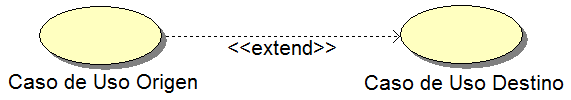 <<extend>>
Caso de Uso Origen
Caso de Uso Destino